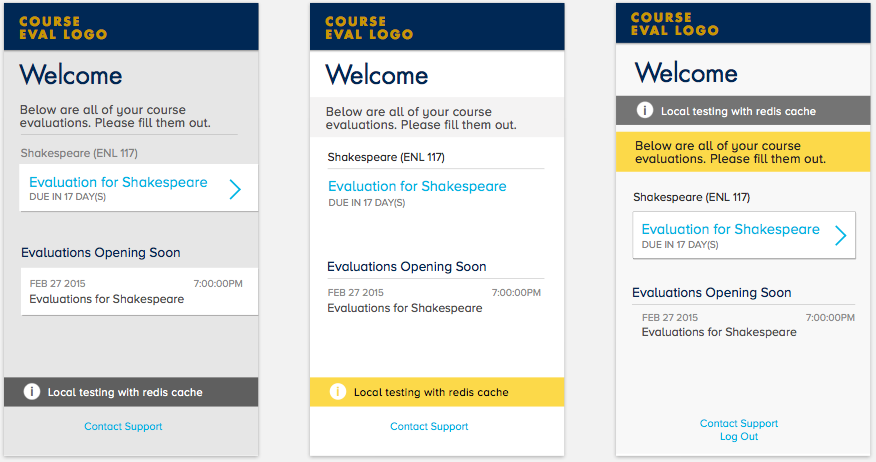 COURSE
EVAL LOGO
Welcome
Below are all of your course
evaluations. Please fill them out.
Shakespeare (ENL 117)
Evaluation for Shakespeare
DUE IN 17 DAY(S)
Evaluations Opening Soon
FEB 27 2015 7:00:00PM
Evaluations for Shakespeare
Local testing with redis cache
Contact Support
COURSE
EVAL LOGO
Welcome
Below are all of your course
evaluations. Please fill them out.
Shakespeare (ENL 117)
Evaluation for Shakespeare
DUE IN 17 DAY(S)
Evaluations Opening Soon
FEB 27 2015 7:00:00PM
Evaluations for Shakespeare
Local testing with redis cache
Contact Support
COURSE
EVAL LOGO
Welcome
Local testing with redis cache
Below are all of your course
evaluations. Please fill them out.
Shakespeare (ENL 117)
Evaluation for Shakespeare
DUE IN 17 DAY(S)
Evaluations Opening Soon
FEB 27 2015 7:00:00PM
Evaluations for Shakespeare
Contact Support
Log Out